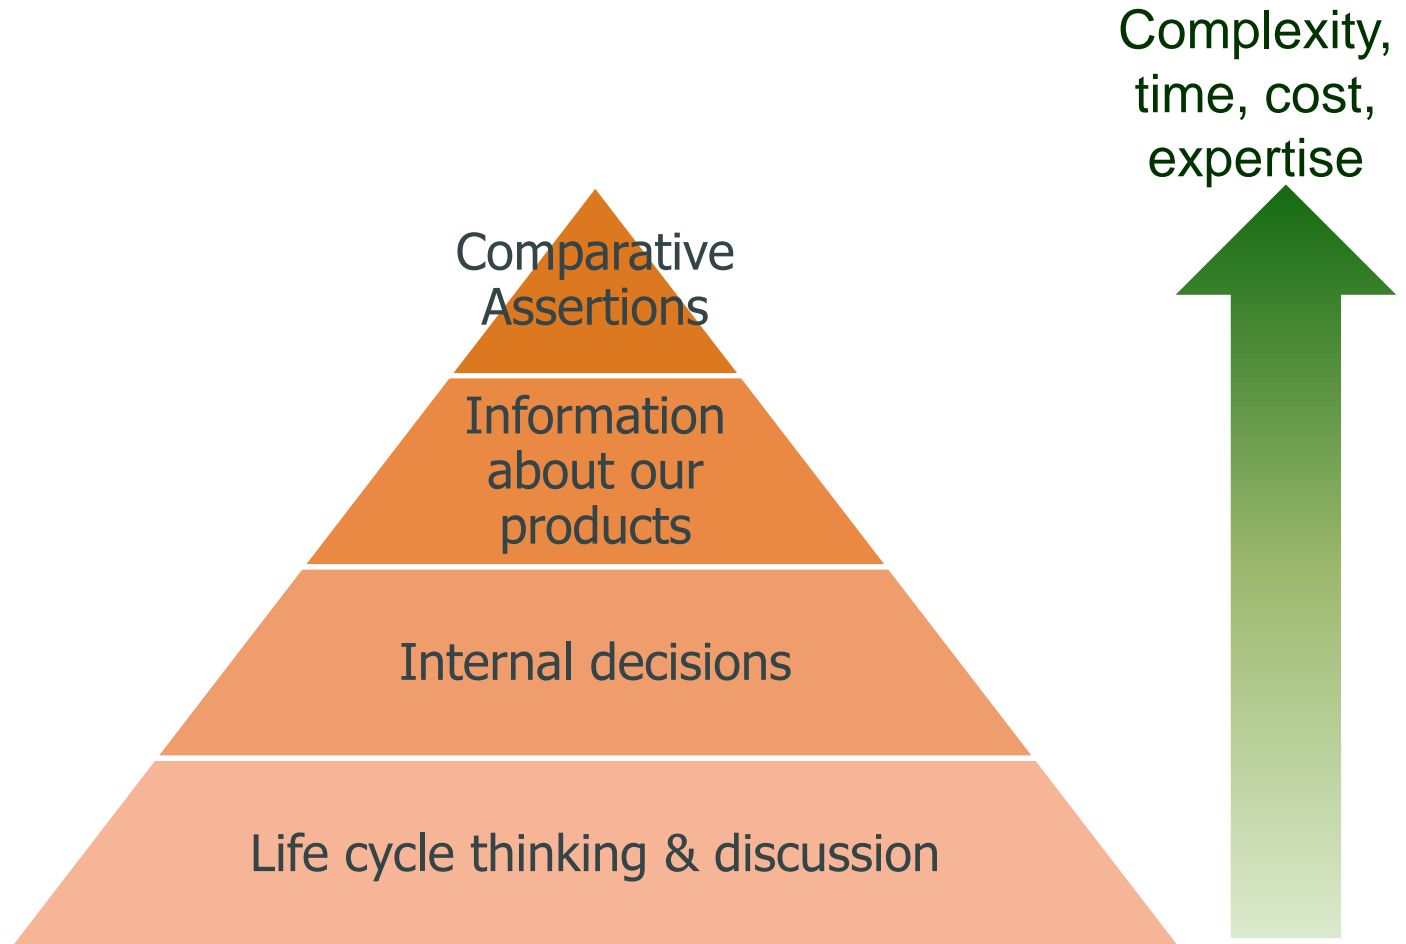 Complexity,
time, cost,
expertise
Comparative
Assertions
Information
about our
products
Internal decisions
Life cycle thinking & discussion